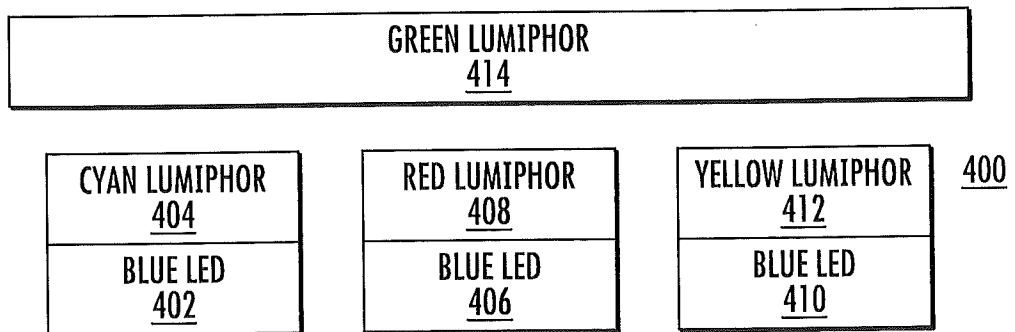 GREEN LUMIPHOR
414
CYAN LUMIPHOR
404
BLUE LED
402
RED LUMIPHOR
408
BLUE LED
406
YELLOW LUMIPHOR
412
BLUE LED
410
400